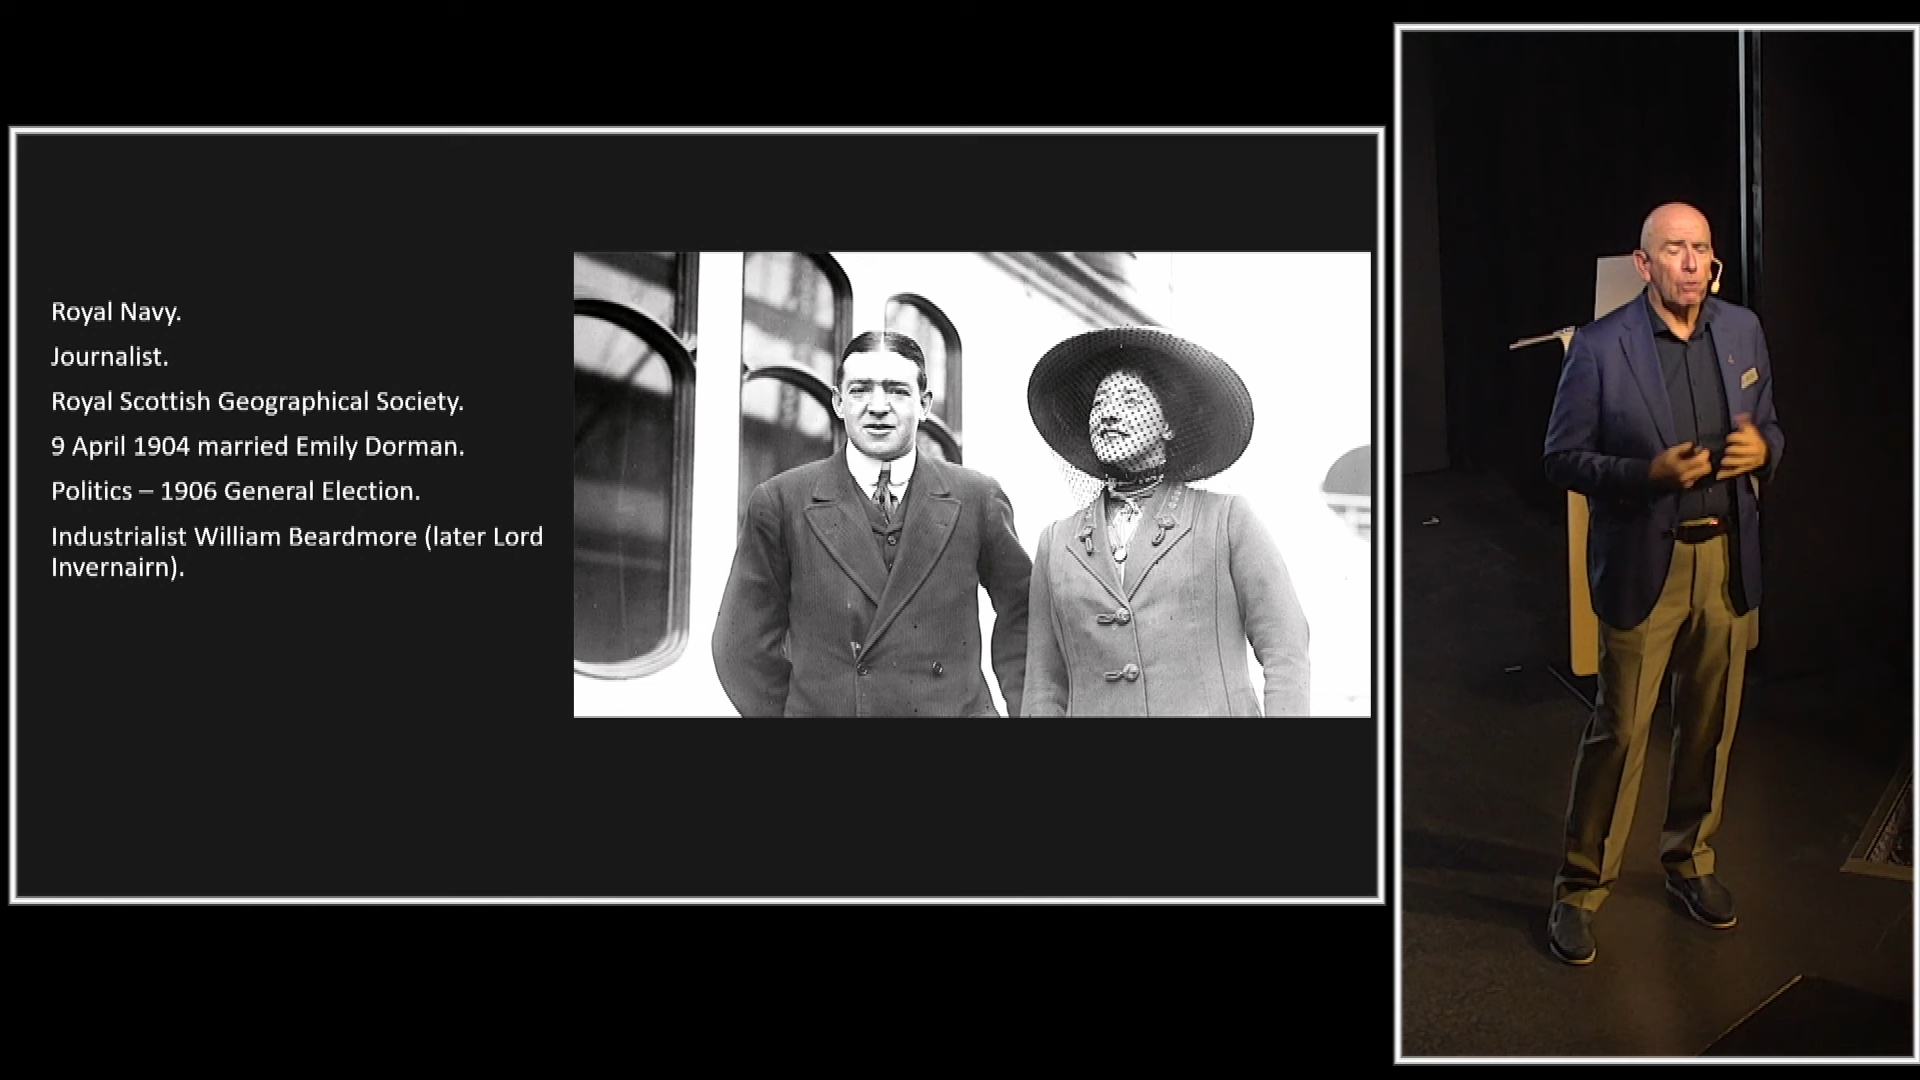 Royal Navy.
Journalist.
Royal Scottish Geographical Society.
9 April 1904 married Emily Dorman.
Politics – 1906 General Election.
Industrialist William Beardmore (later Lord
Invernairn).